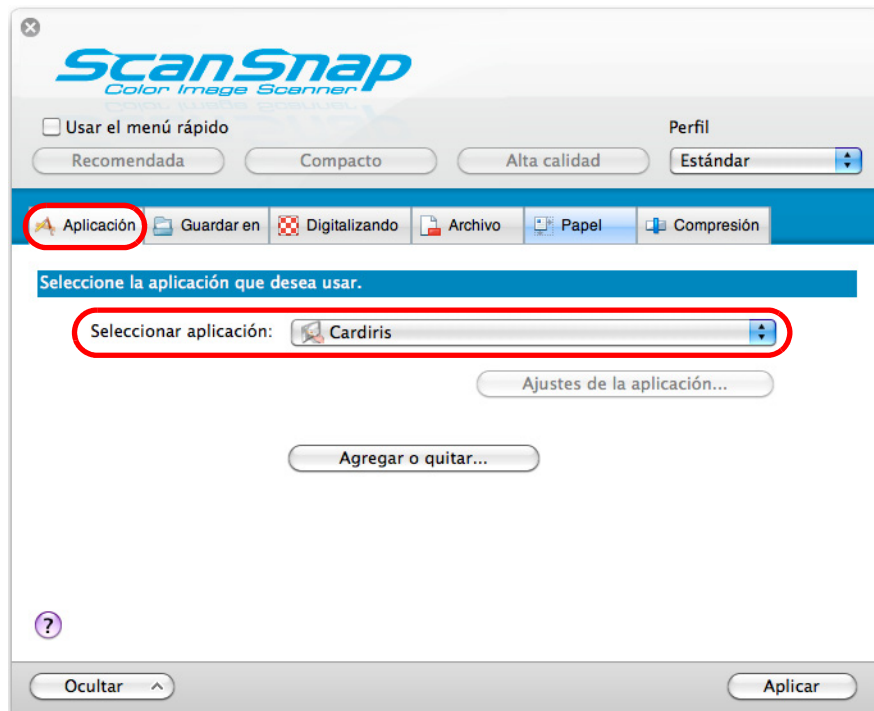 ScanSnap
Color Image Scanner
Usar el menú rápido
Perfil
Recomendada
Compacto
Alta calidad
Estándar
Aplicación
Guardar en
Digitalizando
Archivo
Papel
Compresión
Seleccione la aplicación que desea usar.
Seleccionar aplicación:
Cardiris
Ajustes de la aplicación...
Agregar o quitar...
?
Ocultar
Aplicar